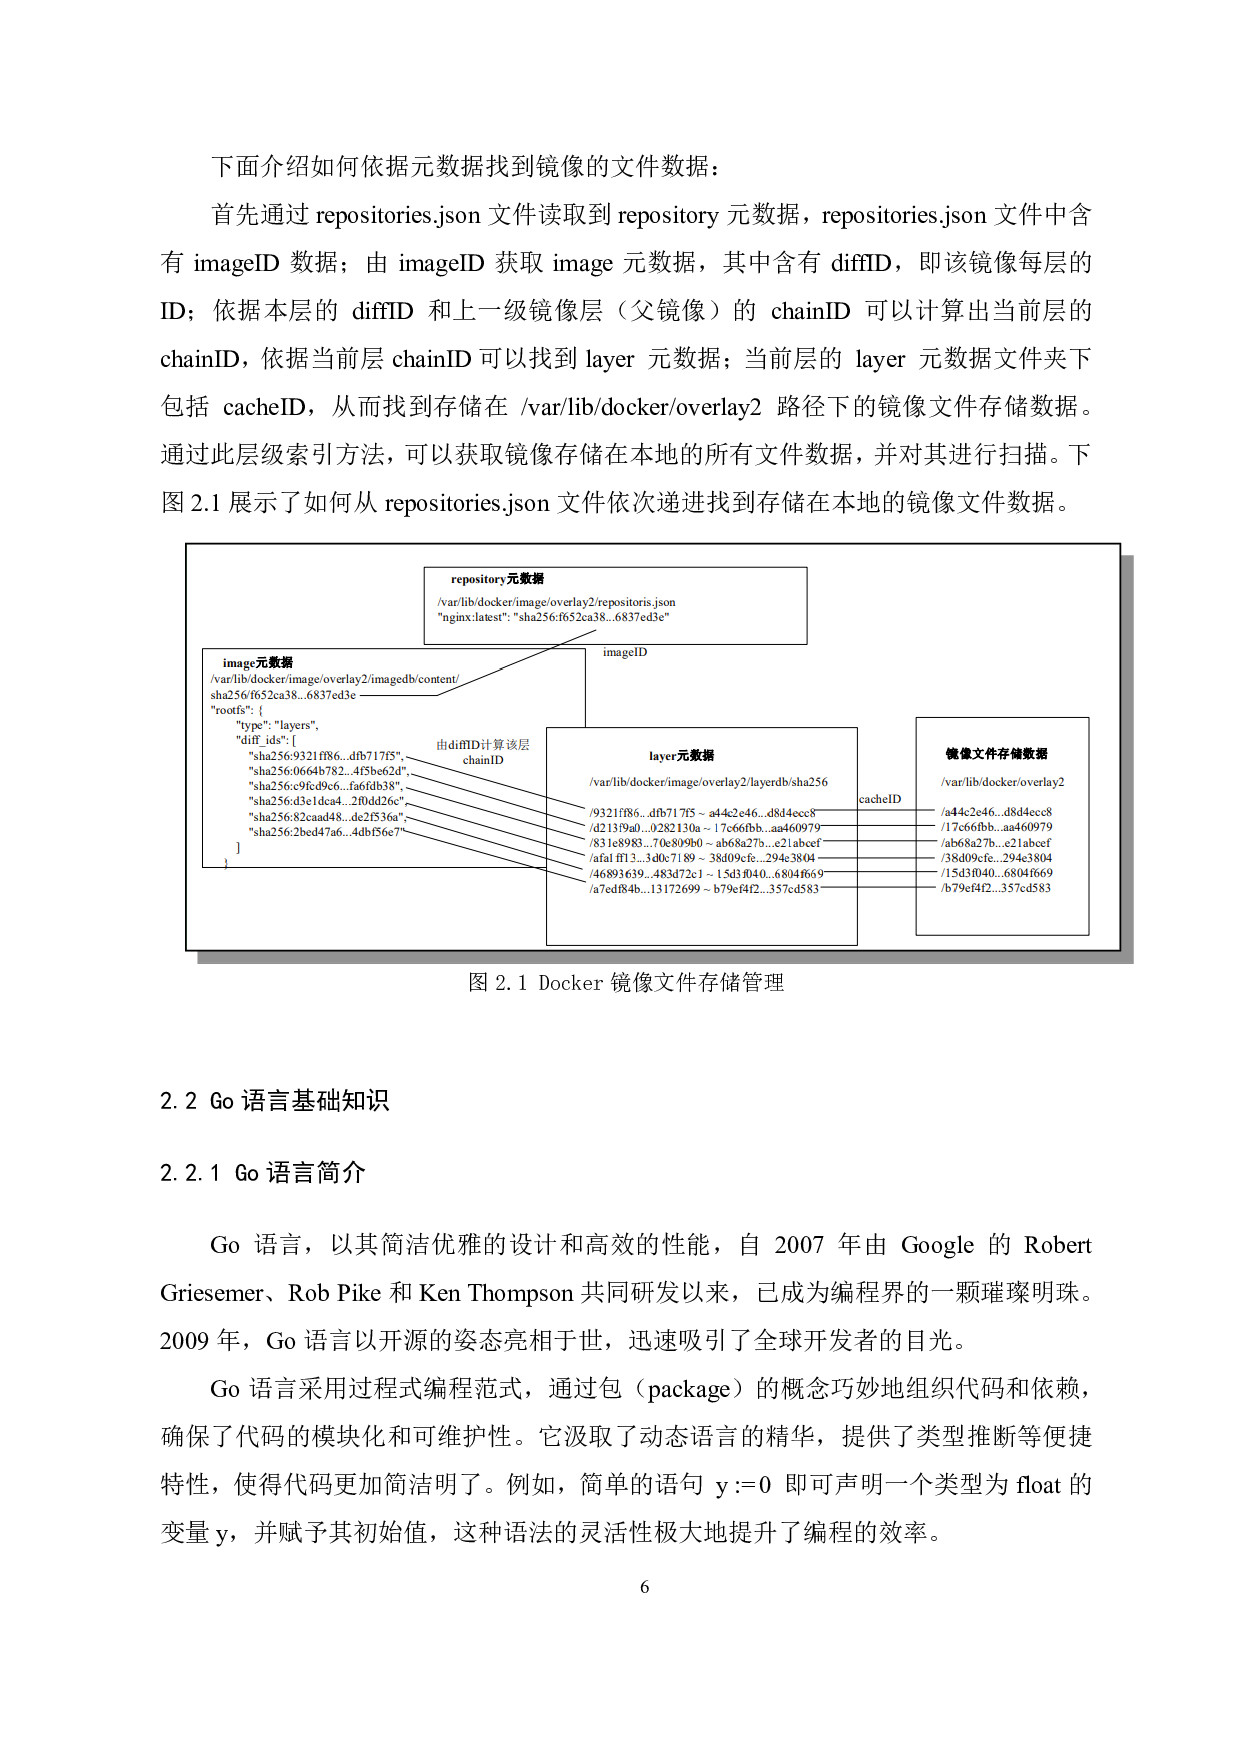 下面介绍如何依据元数据找到镜像的文件数据：
首先通过 repositories.json 文件读取到 repository 元数据，repositories.json 文件中含
有 imageID 数据；由 imageID 获取 image 元数据，其中含有 diffID，即该镜像每层的
ID；依据本层的 diffID 和上一级镜像层（父镜像）的 chainID 可以计算出当前层的
chainID，依据当前层 chainID 可以找到 layer 元数据；当前层的 layer 元数据文件夹下
包括 cacheID，从而找到存储在 /var/lib/docker/overlay2 路径下的镜像文件存储数据。
通过此层级索引方法，可以获取镜像存储在本地的所有文件数据，并对其进行扫描。下
图 2.1 展示了如何从 repositories.json 文件依次递进找到存储在本地的镜像文件数据。
repository元数据
/var/lib/docker/image/overlay2/repositoris.json
"nginx:latest": "sha256:f652ca38...6837ed3e"
imageID
image元数据
/var/lib/docker/image/overlay2/imagedb/content/
sha256/f652ca38...6837ed3e
"rootfs": {
"type": "layers",
"diff_ids": [
"sha256:9321ff86...dfb717f5",
"sha256:0664b782...4f5be62d",
"sha256:c9fcd9c6...fa6fdb38",
"sha256:d3e1dca4...2f0dd26c",
"sha256:82caad48...de2f536a",
"sha256:2bed47a6...4dbf56e7"
]
}
由diffID计算该层
chainID
layer元数据
/var/lib/docker/image/overlay2/layerdb/sha256
/9321ff86...dfb717f5 ~ a44c2e46...d8d4ecc8
/d213f9a0...0282130a ~ 17c66fbb...aa460979
/831e8983...70e809b0 ~ ab68a27b...e21abcef
/afa1ff13...3d0c7189 ~ 38d09cfe...294e3804
/46893639...483d72c1 ~ 15d3f040...6804f669
/a7edf84b...13172699 ~ b79ef4f2...357cd583
cacheID
镜像文件存储数据
/var/lib/docker/overlay2
/a44c2e46...d8d4ecc8
/17c66fbb...aa460979
/ab68a27b...e21abcef
/38d09cfe...294e3804
/15d3f040...6804f669
/b79ef4f2...357cd583
图 2.1 Docker 镜像文件存储管理
2.2 Go 语言基础知识
2.2.1 Go 语言简介
Go 语言，以其简洁优雅的设计和高效的性能，自 2007 年由 Google 的 Robert
Griesemer、Rob Pike 和 Ken Thompson 共同研发以来，已成为编程界的一颗璀璨明珠。
2009 年，Go 语言以开源的姿态亮相于世，迅速吸引了全球开发者的目光。
Go 语言采用过程式编程范式，通过包（package）的概念巧妙地组织代码和依赖，
确保了代码的模块化和可维护性。它汲取了动态语言的精华，提供了类型推断等便捷
特性，使得代码更加简洁明了。例如，简单的语句 y :=0 即可声明一个类型为 float 的
变量 y，并赋予其初始值，这种语法的灵活性极大地提升了编程的效率。
6